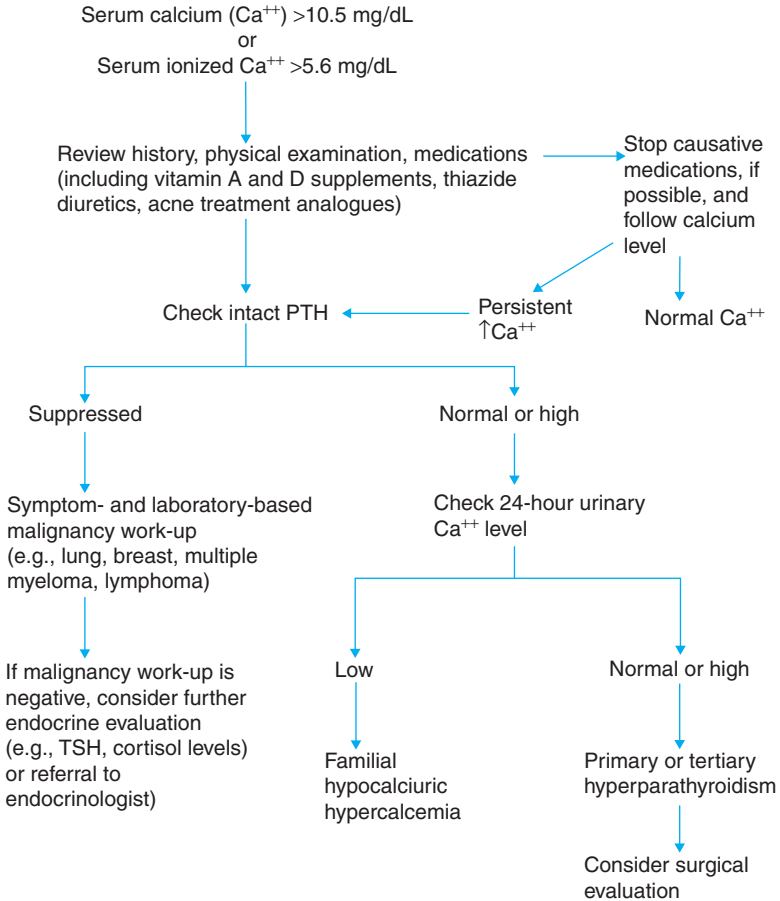 Serum calcium (Ca⁺⁺) >10.5 mg/dL
or
Serum ionized Ca⁺⁺ >5.6 mg/dL
Review history, physical examination, medications
(including vitamin A and D supplements, thiazide
diuretics, acne treatment analogues)
Stop causative
medications, if
possible, and
follow calcium
level
Check intact PTH
Persistent
↑Ca⁺⁺
Normal Ca⁺⁺
Suppressed
Normal or high
Symptom- and laboratory-based
malignancy work-up
(e.g., lung, breast, multiple
myeloma, lymphoma)
Check 24-hour urinary
Ca⁺⁺ level
If malignancy work-up is
negative, consider further
endocrine evaluation
(e.g., TSH, cortisol levels)
or referral to
endocrinologist)
Low
Normal or high
Familial
hypocalciuric
hypercalcemia
Primary or tertiary
hyperparathyroidism
Consider surgical
evaluation